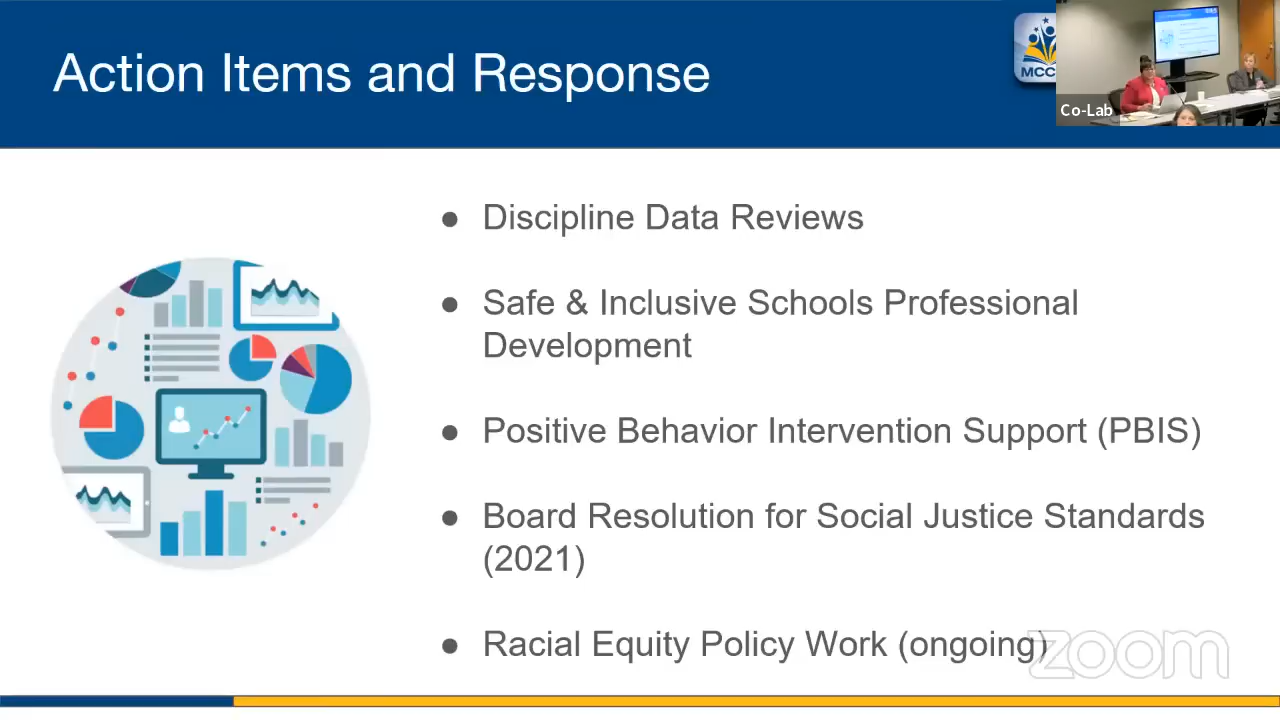 Action Items and Response
MCC
Co-Lab
● Discipline Data Reviews
● Safe & Inclusive Schools Professional
Development
● Positive Behavior Intervention Support (PBIS)
● Board Resolution for Social Justice Standards
(2021)
● Racial Equity Policy Work (ongoing)
zoom